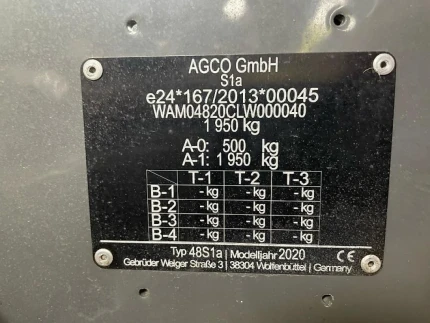 AGCO GmbH
S1a
e24*167/2013*00045
WAM04820CLW000040
1 950 kg
A-0: 500 kg
A-1: 1 950 kg
T-1 T-2 T-3
B-1 - kg - kg - kg
B-2 - kg - kg - kg
B-3 - kg - kg - kg
B-4 - kg - kg - kg
Typ 48S1a | Modelljahr 2020 CE
Gebrüder Welger Straße 3 | 38304 Wolfenbüttel | Germany